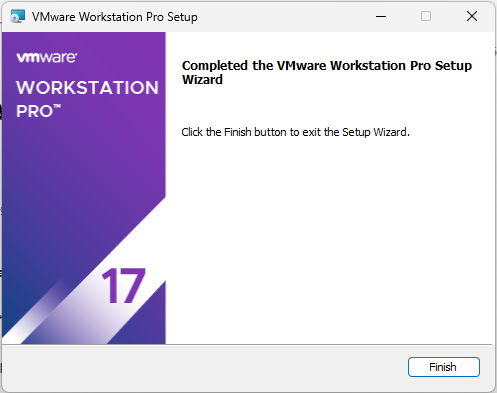 VMware Workstation Pro Setup
vmware®
WORKSTATION
PRO™
Completed the VMware Workstation Pro Setup
Wizard
Click the Finish button to exit the Setup Wizard.
17
Finish